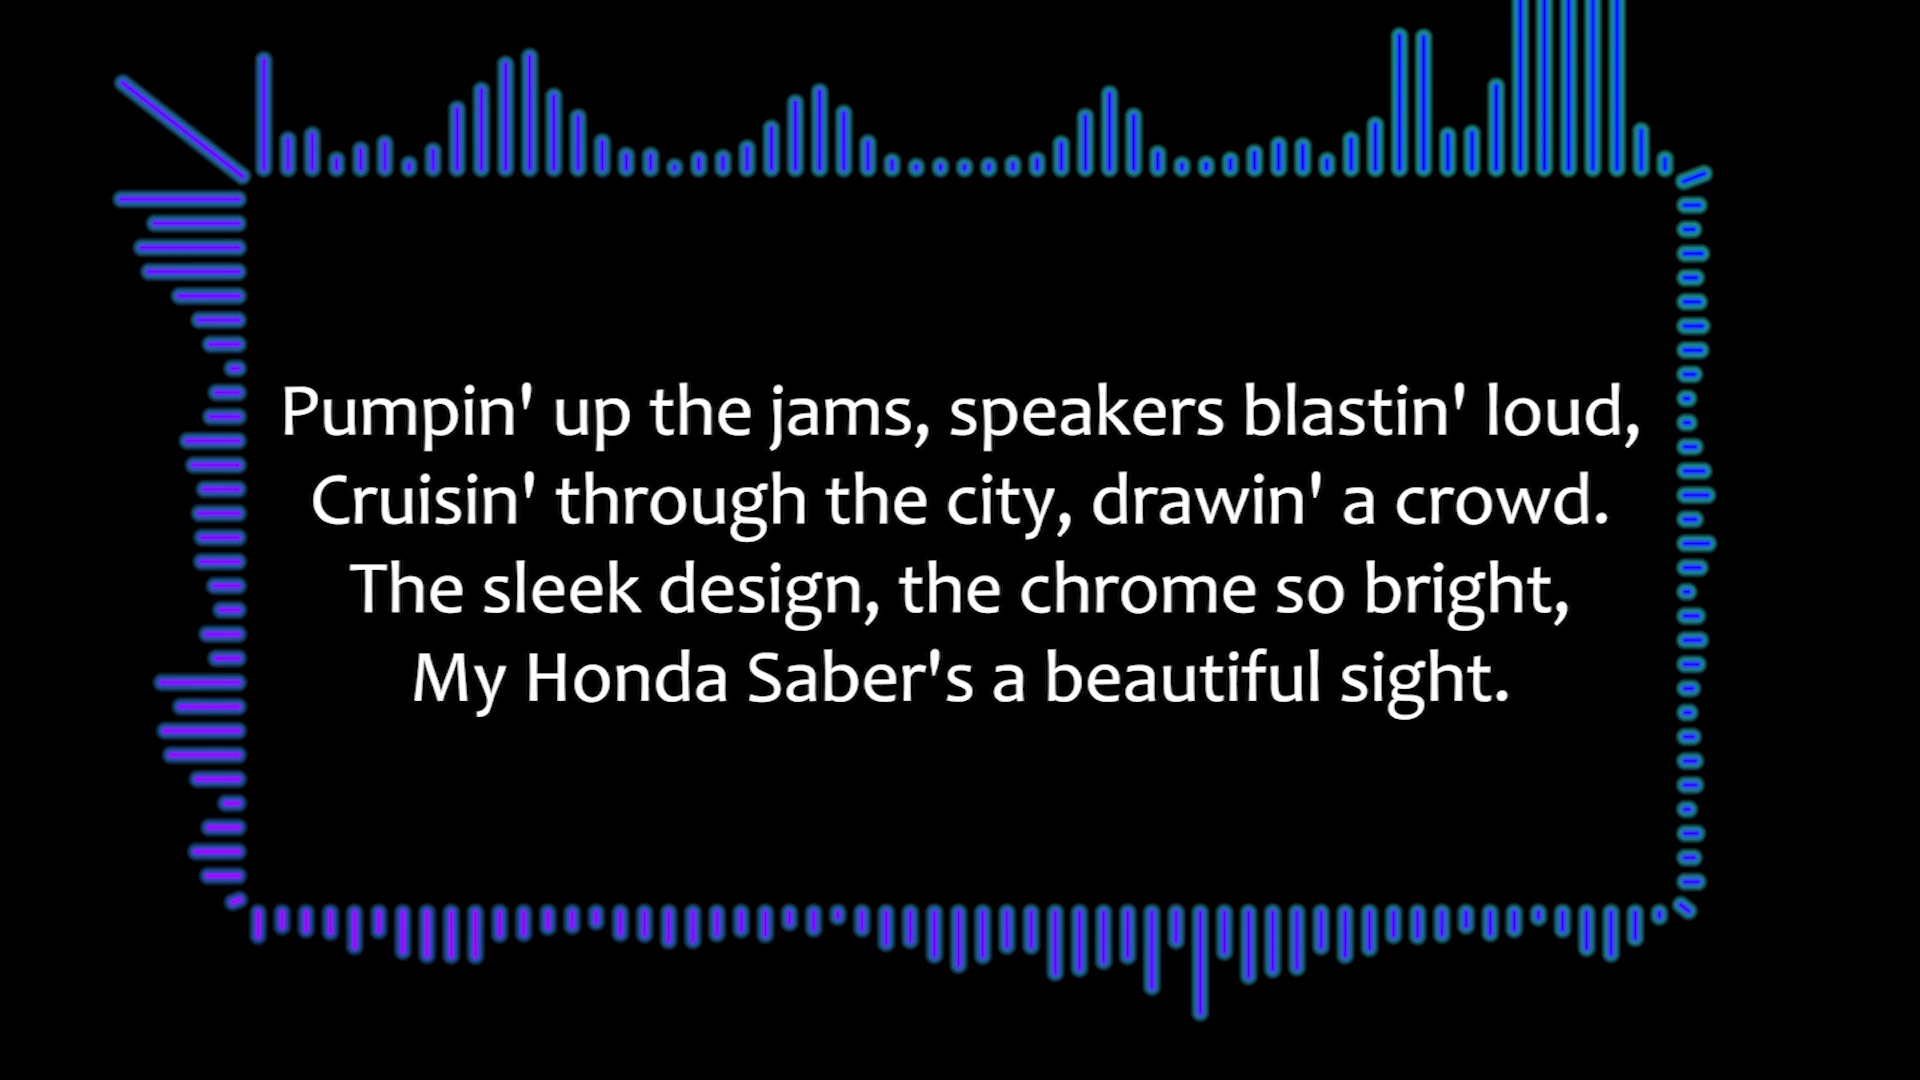 Pumpin' up the jams, speakers blastin' loud,
Cruisin' through the city, drawin' a crowd.
The sleek design, the chrome so bright,
My Honda Saber's a beautiful sight.